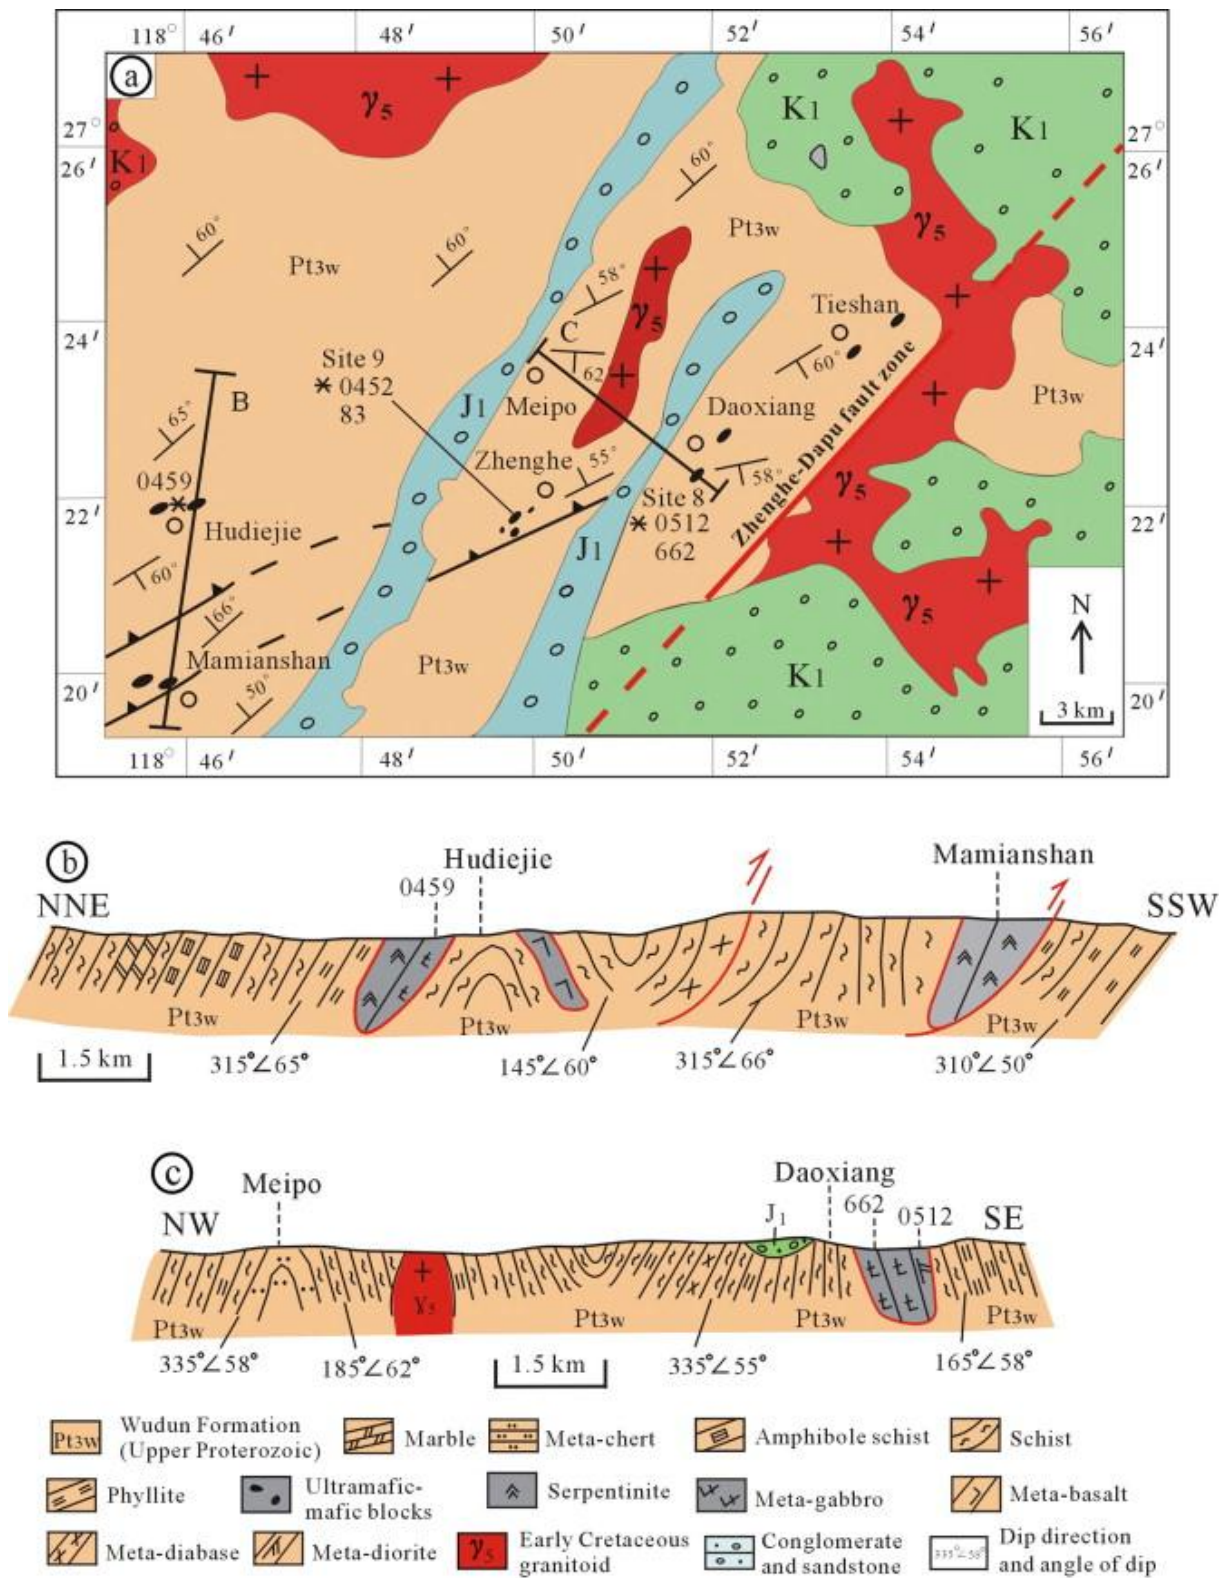 118° 46′ 48′ 50′ 52′ 54′ 56′
a
γ5
K1
K1
27°
27°
K1
26′
26′
60°
γ5
Pt3w
60°
60°
Pt3w
58°
γ5
Tieshan
24′
24′
C
Site 9
0452
83
62
60°
Pt3w
B
J1
Meipo
Daoxiang
65°
Zhenghe
55°
58°
Zhenghe-Dapu fault zone
γ5
0459
Site 8
0512
662
22′
22′
Hudiejie
J1
60°
66°
γ5
N
Mamianshan
Pt3w
K1
20′
20′
50°
3 km
118° 46′ 48′ 50′ 52′ 54′ 56′
b
Hudiejie
Mamianshan
NNE
0459
SSW
Pt3w
Pt3w
Pt3w
Pt3w
1.5 km
315°∠65°
145°∠60°
315°∠66°
310°∠50°
c
Meipo
Daoxiang
NW
J1
662
0512
SE
γ5
Pt3w
Pt3w
Pt3w
Pt3w
335°∠58°
185°∠62°
1.5 km
335°∠55°
165°∠58°
Pt3w
Wudun Formation
(Upper Proterozoic)
Marble
Meta-chert
Amphibole schist
Schist
Phyllite
Ultramafic-
mafic blocks
Serpentinite
Meta-gabbro
Meta-basalt
Meta-diabase
Meta-diorite
γ5
Early Cretaceous
granitoid
Conglomerate
and sandstone
335°∠58°
Dip direction
and angle of dip